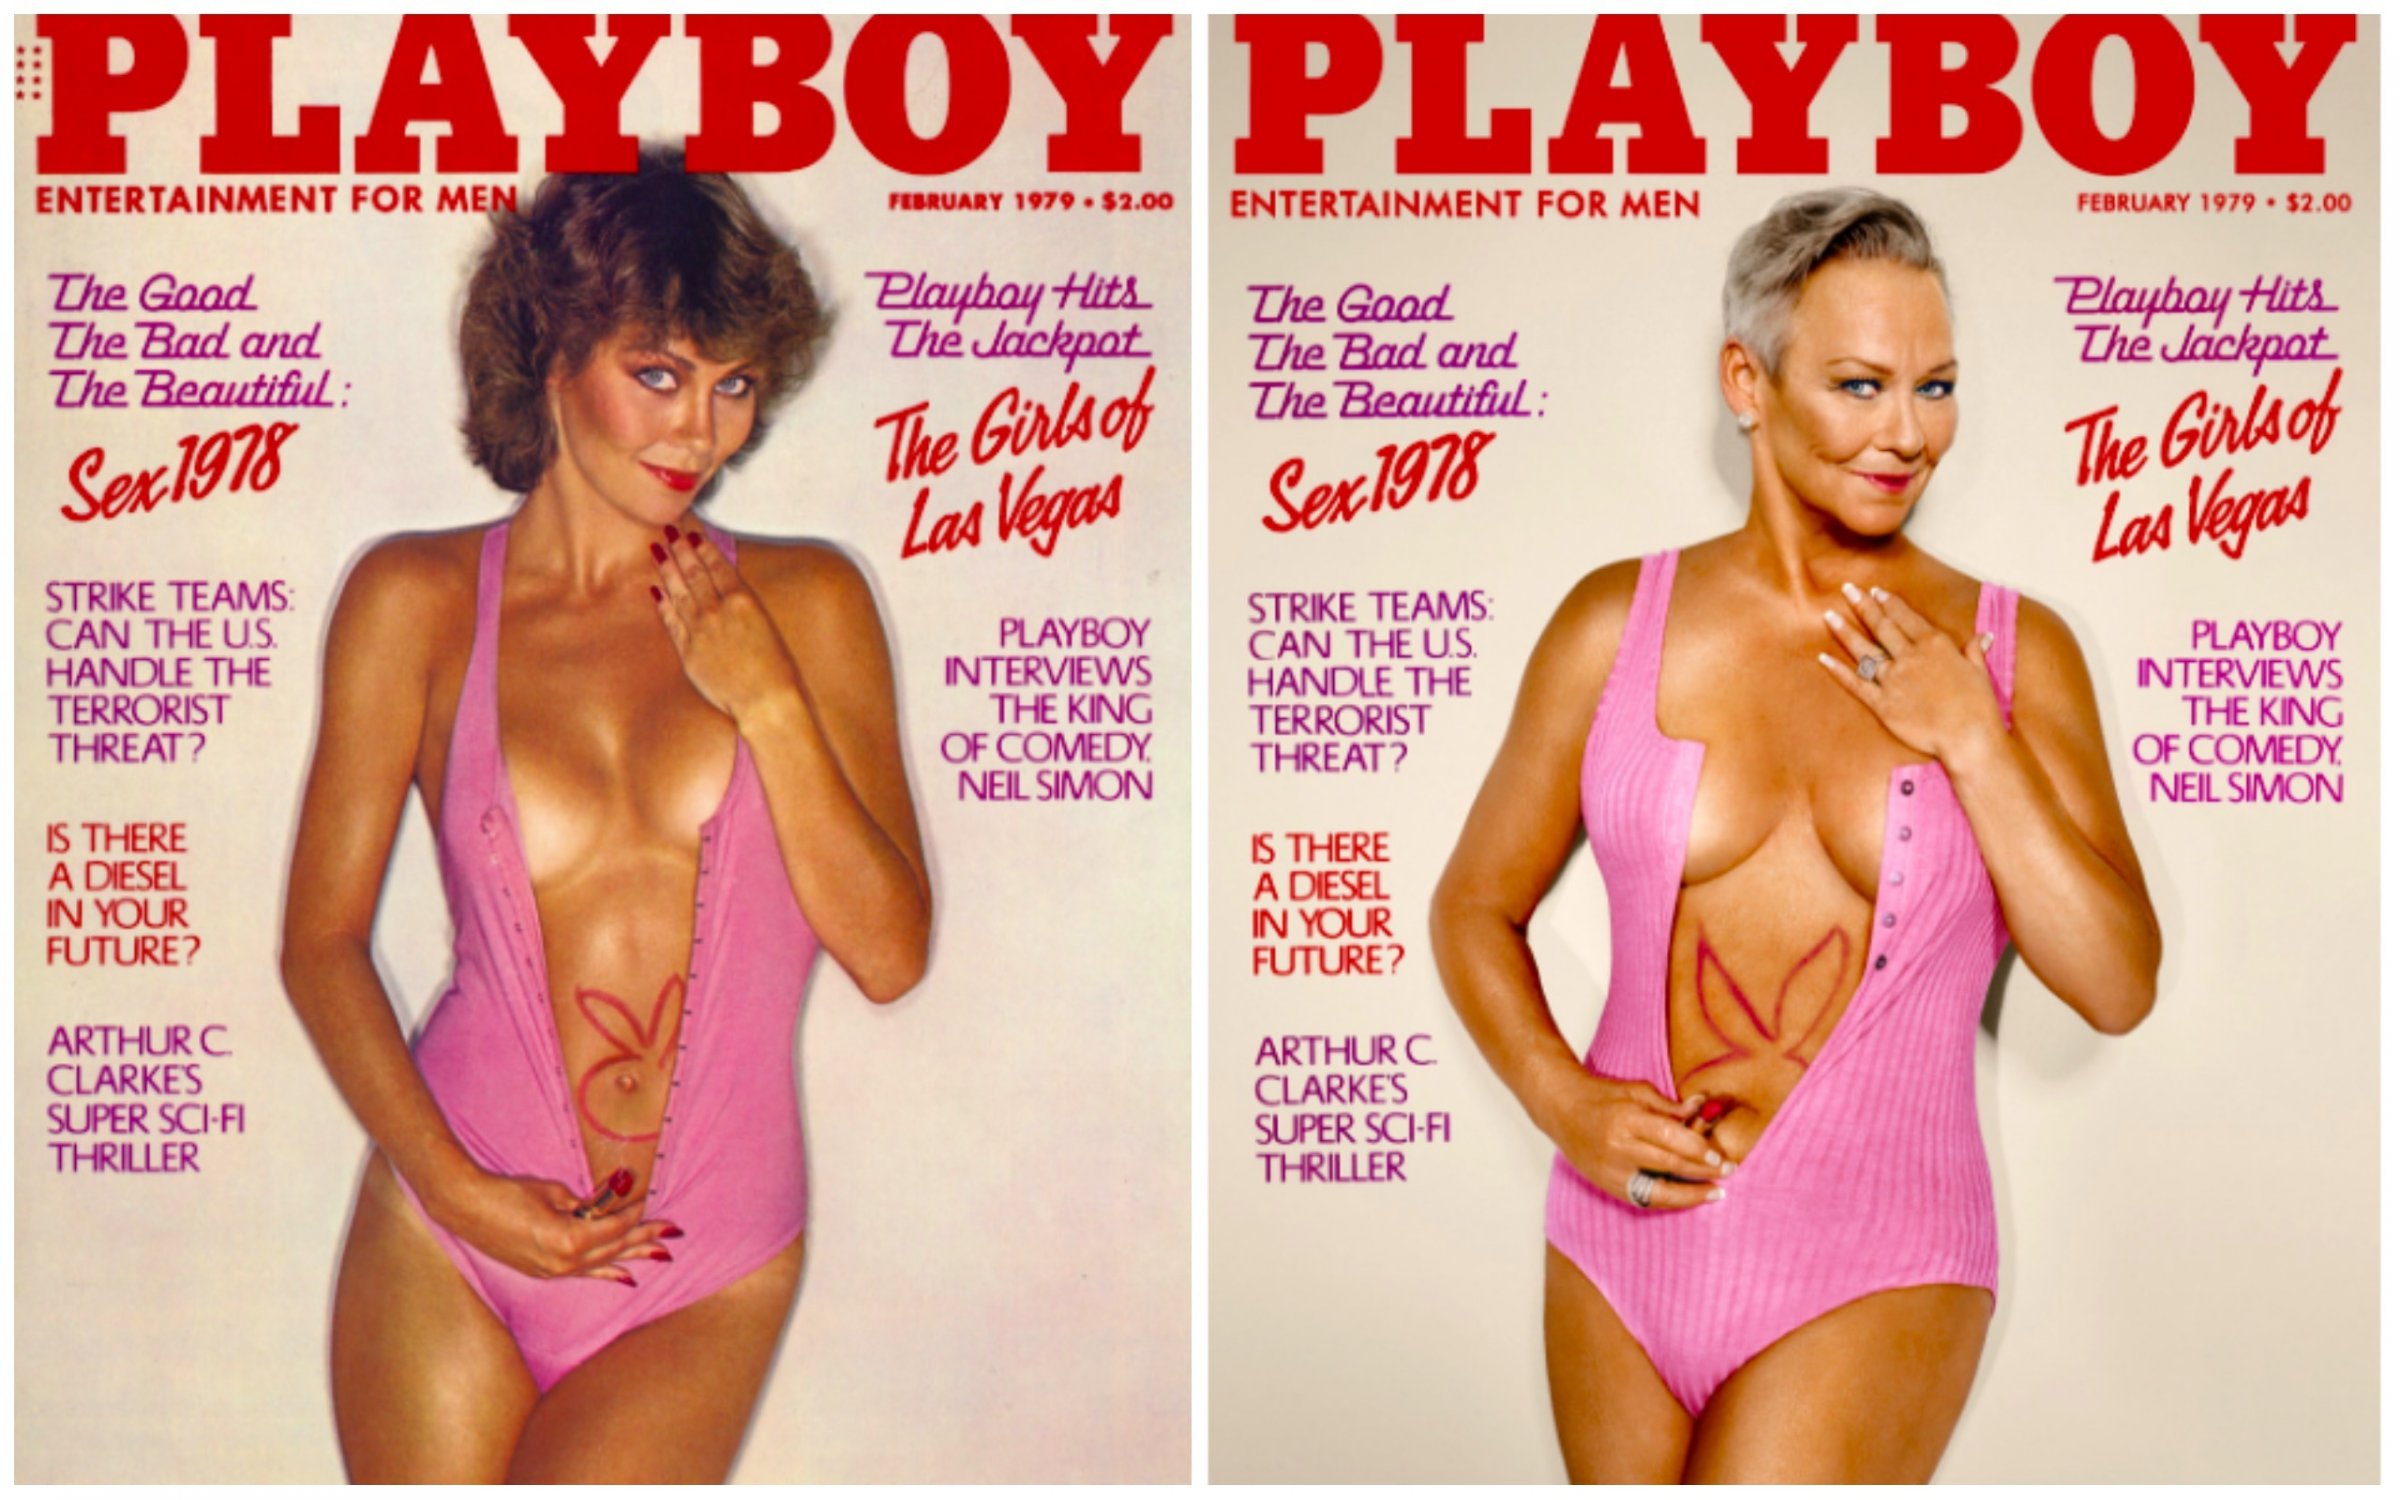 PLAYBOY
ENTERTAINMENT FOR MEN
FEBRUARY 1979 • $2.00
The Good
The Bad and
The Beautiful:
Sex 1978
STRIKE TEAMS:
CAN THE U.S.
HANDLE THE
TERRORIST
THREAT?
IS THERE
A DIESEL
IN YOUR
FUTURE?
ARTHUR C.
CLARKE'S
SUPER SCI-FI
THRILLER
Playboy Hits
The Jackpot
The Girls of
Las Vegas
PLAYBOY
INTERVIEWS
THE KING
OF COMEDY,
NEIL SIMON
PLAYBOY
ENTERTAINMENT FOR MEN
FEBRUARY 1979 • $2.00
The Good
The Bad and
The Beautiful:
Sex 1978
STRIKE TEAMS:
CAN THE U.S.
HANDLE THE
TERRORIST
THREAT?
IS THERE
A DIESEL
IN YOUR
FUTURE?
ARTHUR C.
CLARKE'S
SUPER SCI-FI
THRILLER
Playboy Hits
The Jackpot
The Girls of
Las Vegas
PLAYBOY
INTERVIEWS
THE KING
OF COMEDY,
NEIL SIMON